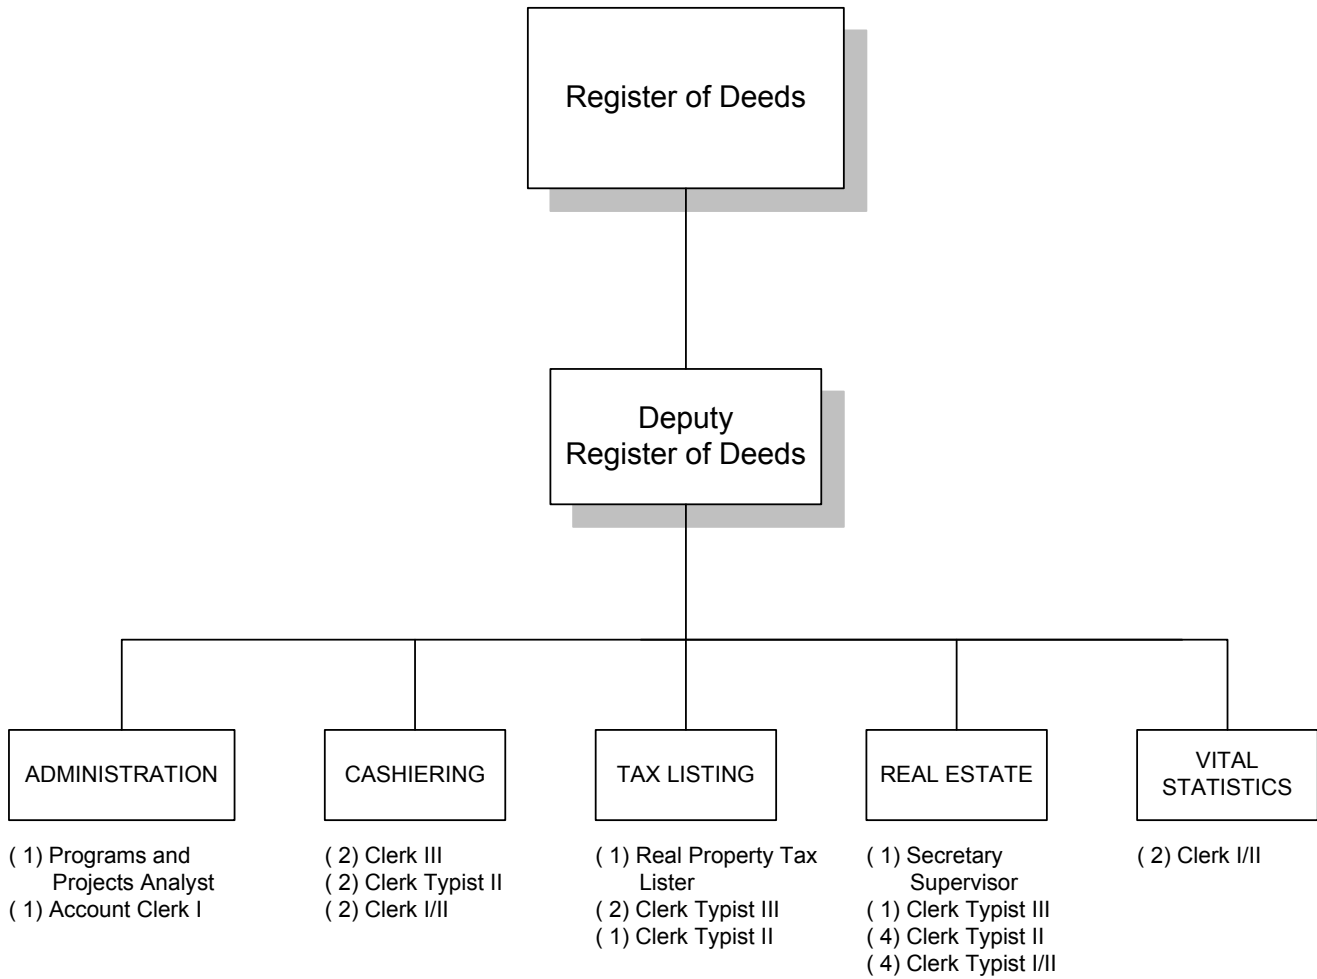 Register of Deeds
Deputy
Register of Deeds
ADMINISTRATION
( 1) Programs and
Projects Analyst
( 1) Account Clerk I
CASHIERING
( 2) Clerk III
( 2) Clerk Typist II
( 2) Clerk I/II
TAX LISTING
( 1) Real Property Tax
Lister
( 2) Clerk Typist III
( 1) Clerk Typist II
REAL ESTATE
( 1) Secretary
Supervisor
( 1) Clerk Typist III
( 4) Clerk Typist II
( 4) Clerk Typist I/II
VITAL
STATISTICS
( 2) Clerk I/II